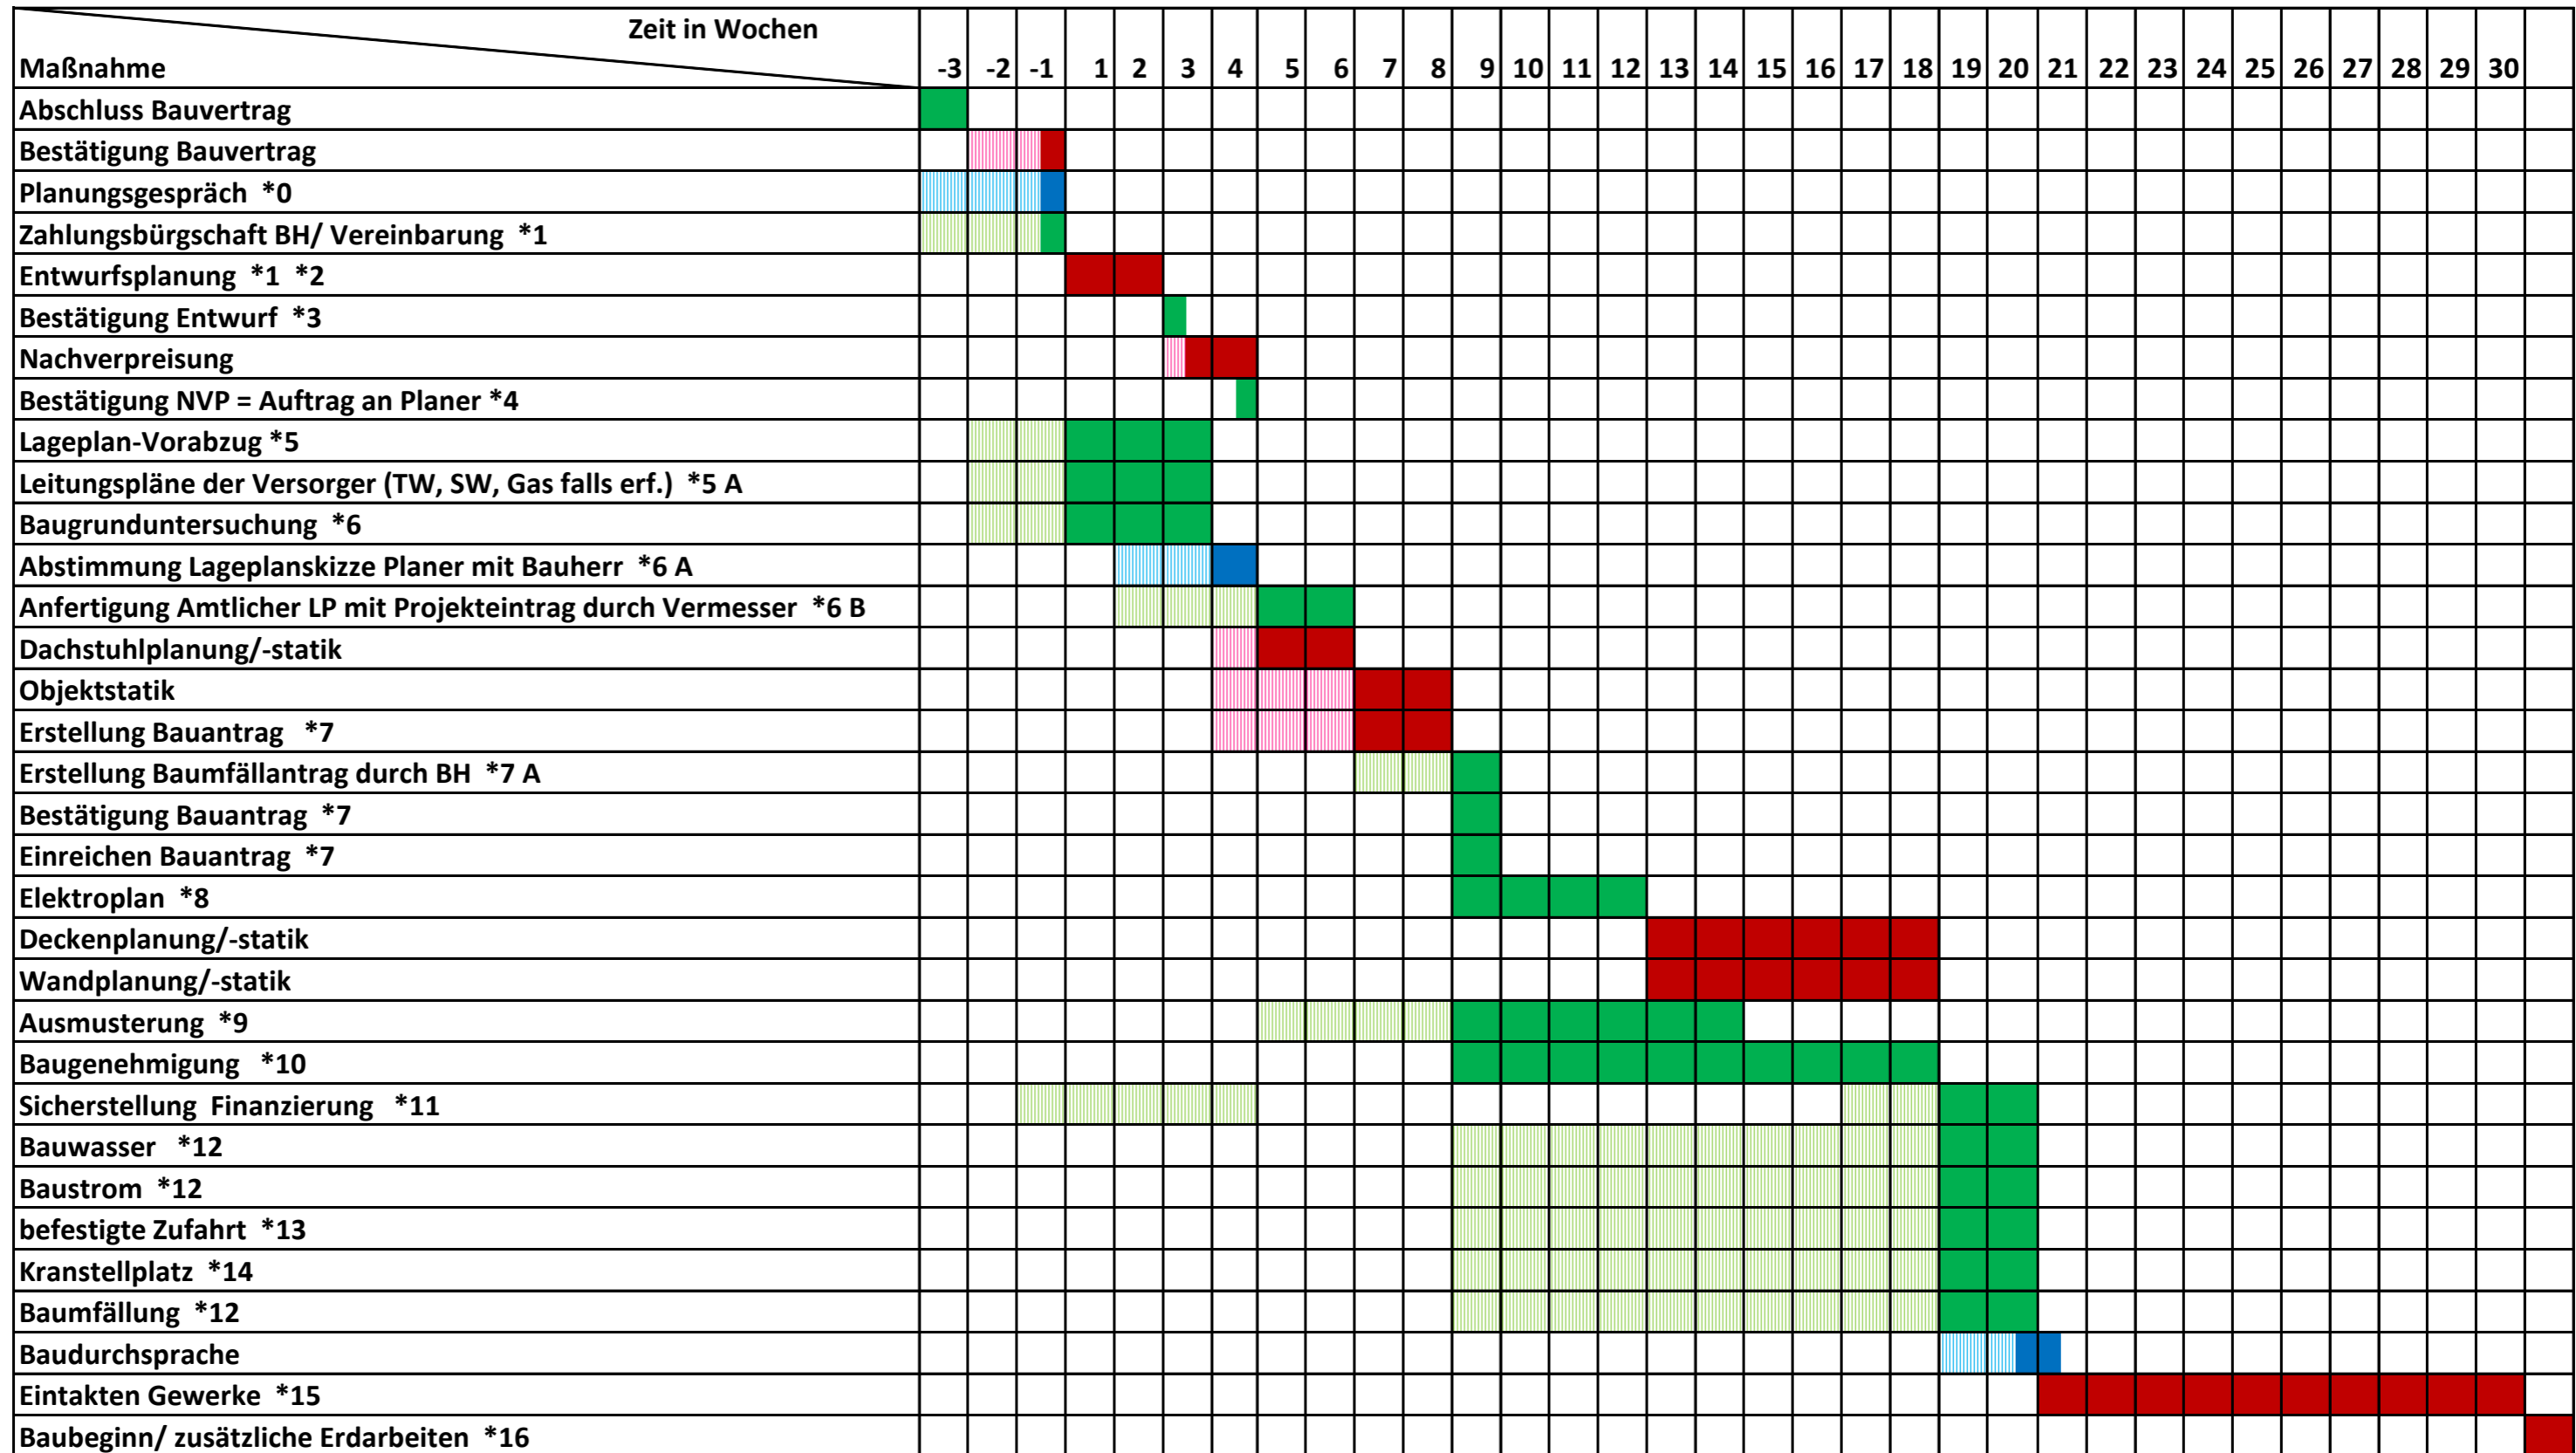 Zeit in Wochen
Maßnahme -3 -2 -1 1 2 3 4 5 6 7 8 9 10 11 12 13 14 15 16 17 18 19 20 21 22 23 24 25 26 27 28 29 30
Abschluss Bauvertrag
Bestätigung Bauvertrag
Planungsgespräch *0
Zahlungsbürgschaft BH/ Vereinbarung *1
Entwurfsplanung *1 *2
Bestätigung Entwurf *3
Nachverpreisung
Bestätigung NVP = Auftrag an Planer *4
Lageplan-Vorabzug *5
Leitungspläne der Versorger (TW, SW, Gas falls erf.) *5 A
Baugrunduntersuchung *6
Abstimmung Lageplanskizze Planer mit Bauherr *6 A
Anfertigung Amtlicher LP mit Projekteintrag durch Vermesser *6 B
Dachstuhlplanung/-statik
Objektstatik
Erstellung Bauantrag *7
Erstellung Baumfällantrag durch BH *7 A
Bestätigung Bauantrag *7
Einreichen Bauantrag *7
Elektroplan *8
Deckenplanung/-statik
Wandplanung/-statik
Ausmusterung *9
Baugenehmigung *10
Sicherstellung Finanzierung *11
Bauwasser *12
Baustrom *12
befestigte Zufahrt *13
Kranstellplatz *14
Baumfällung *12
Baudurchsprache
Eintakten Gewerke *15
Baubeginn/ zusätzliche Erdarbeiten *16